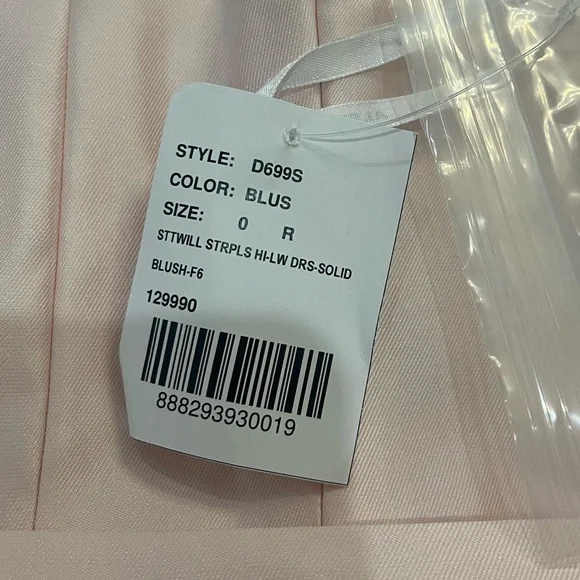 STYLE: D699S
COLOR: BLUS
SIZE: 0 R
STTWILL STRPLS HI-LW DRS-SOLID
BLUSH-F6
129990
888293930019